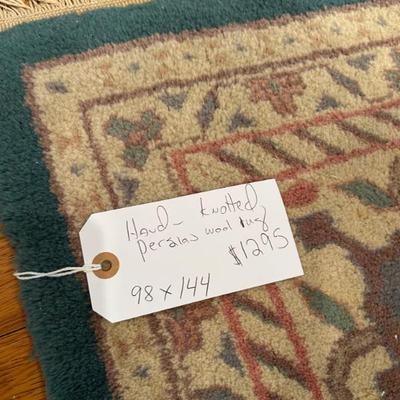 Hand- Knotted
Persian wool rug
$1295
98 x 144